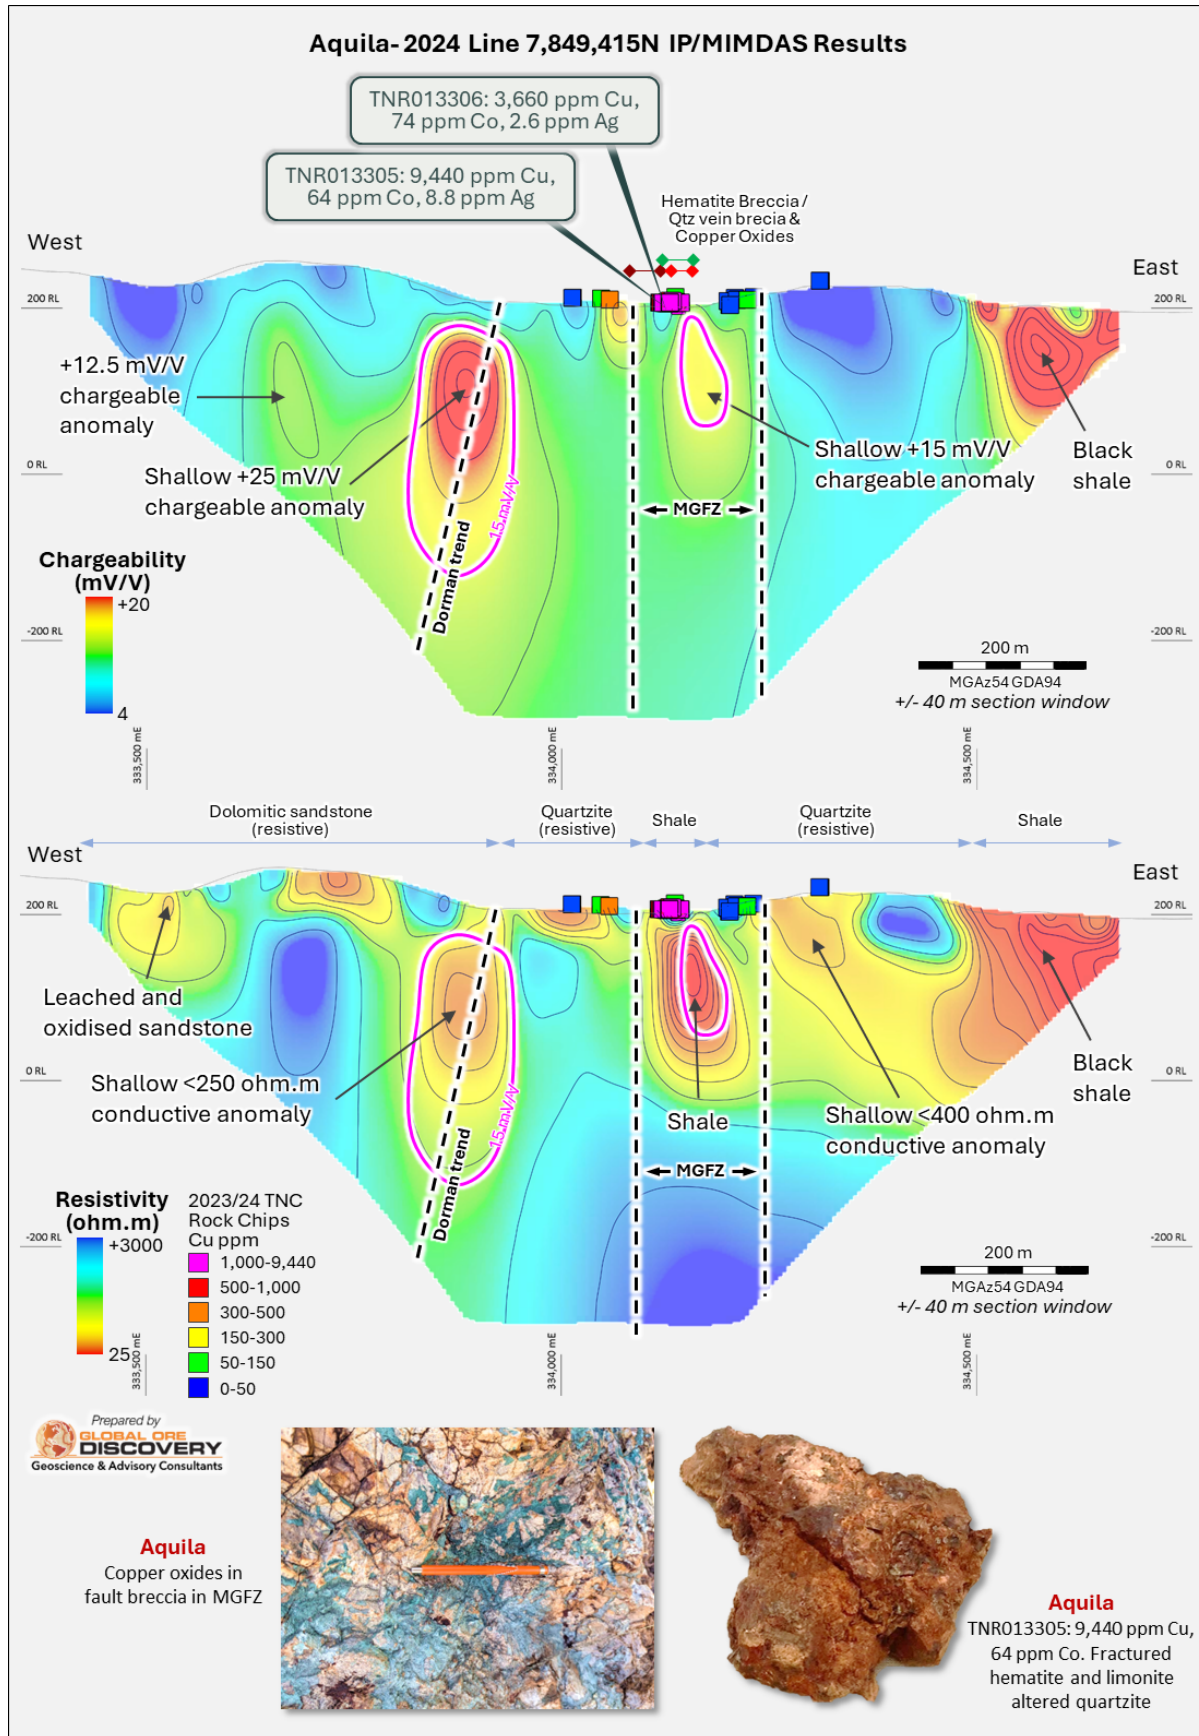 Aquila- 2024 Line 7,849,415N IP/MIMDAS Results
TNR013306: 3,660 ppm Cu,
74 ppm Co, 2.6 ppm Ag
TNR013305: 9,440 ppm Cu,
64 ppm Co, 8.8 ppm Ag
Hematite Breccia /
Qtz vein brecia &
Copper Oxides
West
East
200 RL
200 RL
+12.5 mV/V
chargeable
anomaly
Shallow +25 mV/V
chargeable anomaly
Shallow +15 mV/V
chargeable anomaly
Black
shale
0 RL
0 RL
15 mV/V
MGFZ
Dorman trend
Chargeability
(mV/V)
+20
4
-200 RL
-200 RL
200 m
MGAz54 GDA94
+/- 40 m section window
333,500 mE
334,000 mE
334,500 mE
Dolomitic sandstone
(resistive)
Quartzite
(resistive)
Shale
Quartzite
(resistive)
Shale
West
East
200 RL
200 RL
Leached and
oxidised sandstone
Shallow <250 ohm.m
conductive anomaly
Shale
Shallow <400 ohm.m
conductive anomaly
Black
shale
0 RL
0 RL
15 mV/V
MGFZ
Dorman trend
Resistivity
(ohm.m)
+3000
25
2023/24 TNC
Rock Chips
Cu ppm
1,000-9,440
500-1,000
300-500
150-300
50-150
0-50
-200 RL
-200 RL
200 m
MGAz54 GDA94
+/- 40 m section window
333,500 mE
334,000 mE
334,500 mE
Prepared by
GLOBAL ORE
DISCOVERY
Geoscience & Advisory Consultants
Aquila
Copper oxides in
fault breccia in MGFZ
Aquila
TNR013305: 9,440 ppm Cu,
64 ppm Co. Fractured
hematite and limonite
altered quartzite